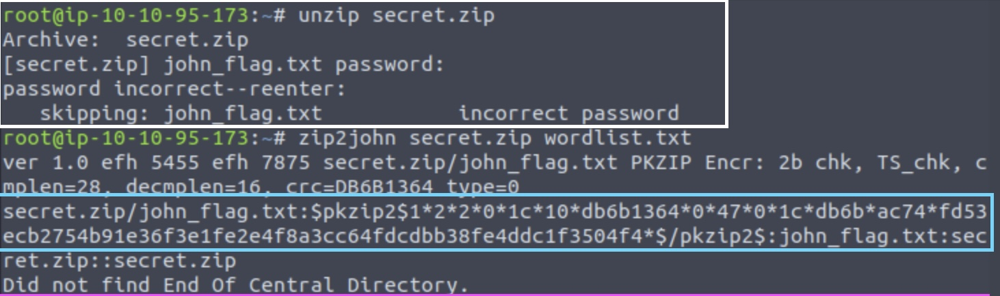 root@ip-10-10-95-173:~# unzip secret.zip
Archive:  secret.zip
[secret.zip] john_flag.txt password:
password incorrect--reenter:
   skipping: john_flag.txt           incorrect password
root@ip-10-10-95-173:~# zip2john secret.zip wordlist.txt
ver 1.0 efh 5455 efh 7875 secret.zip/john_flag.txt PKZIP Encr: 2b chk, TS_chk, c
mplen=28, decmplen=16, crc=DB6B1364 type=0
secret.zip/john_flag.txt:$pkzip2$1*2*2*0*1c*10*db6b1364*0*47*0*1c*db6b*ac74*fd53
ecb2754b91e36f3e1fe2e4f8a3cc64fdcdbb38fe4ddc1f3504f4*$/pkzip2$:john_flag.txt:sec
ret.zip::secret.zip
Did not find End Of Central Directory.